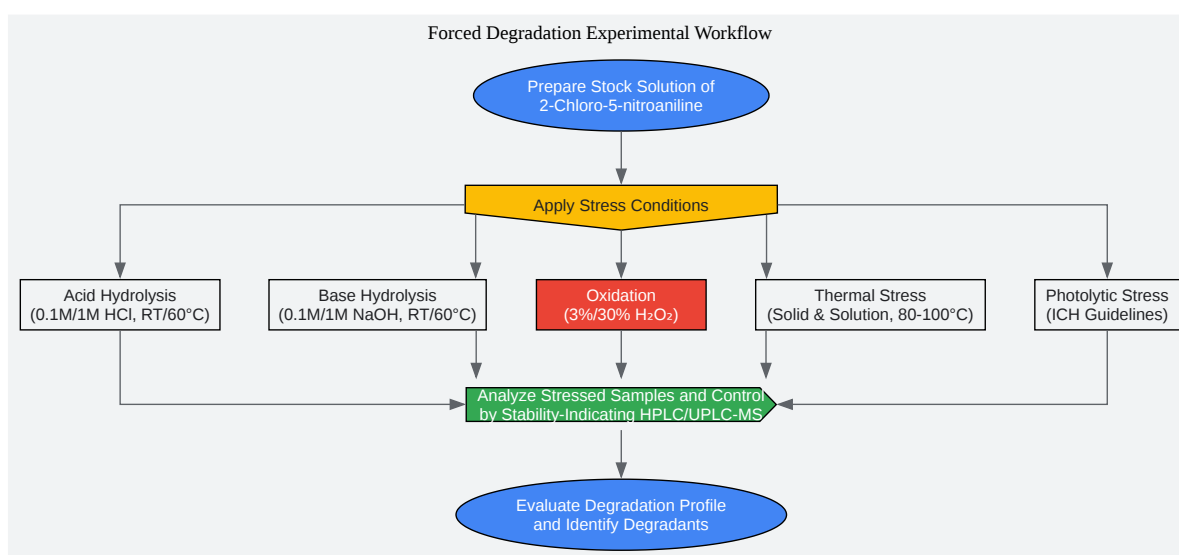 Forced Degradation Experimental Workflow
Prepare Stock Solution of
2-Chloro-5-nitroaniline
Apply Stress Conditions
Acid Hydrolysis
(0.1M/1M HCl, RT/60°C)
Base Hydrolysis
(0.1M/1M NaOH, RT/60°C)
Oxidation
(3%/30% H₂O₂)
Thermal Stress
(Solid & Solution, 80-100°C)
Photolytic Stress
(ICH Guidelines)
Analyze Stressed Samples and Control
by Stability-Indicating HPLC/UPLC-MS
Evaluate Degradation Profile
and Identify Degradants